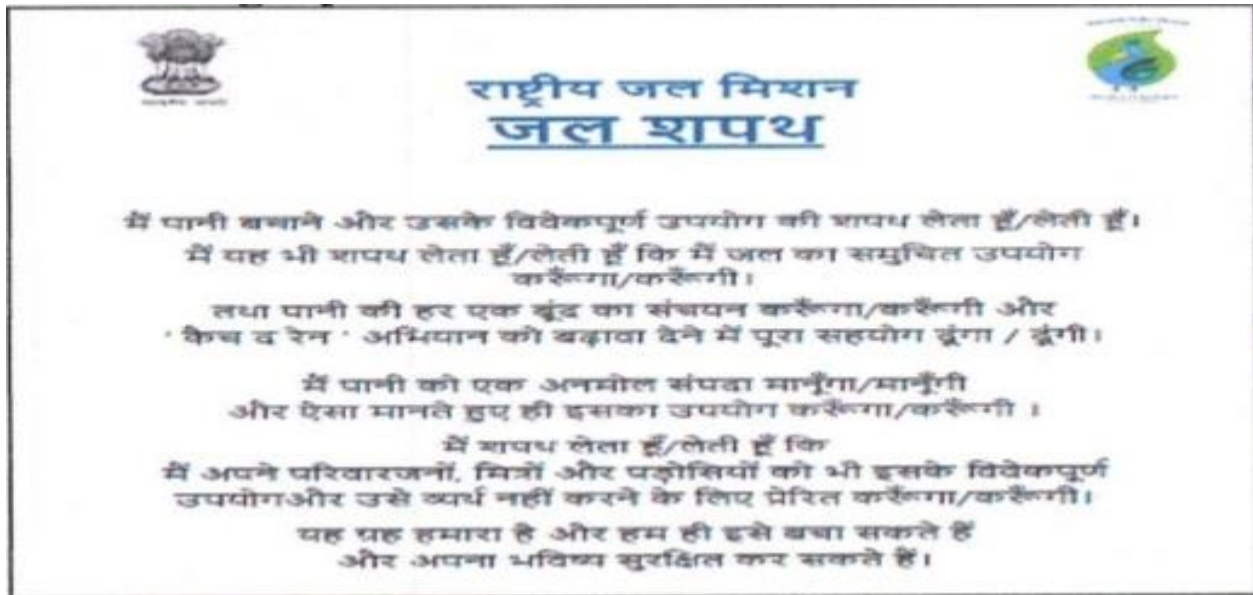 राष्ट्रीय जल मिशन
जल शपथ
मैं पानी बचाने और उसके विवेकपूर्ण उपयोग की शपथ लेता हूँ/लेती हूँ।
मैं यह भी शपथ लेता हूँ/लेती हूँ कि मैं जल का समुचित उपयोग
करूँगा/करूँगी।
तथा पानी की हर एक बूंद का संचयन करूँगा/करूँगी और
' कैच द रेन ' अभियान को बढ़ावा देने में पूरा सहयोग दूंगा / दूंगी।
मैं पानी को एक अनमोल संपदा मानूँगा/मानूँगी
और ऐसा मानते हुए ही इसका उपयोग करूँगा/करूँगी ।
मैं शपथ लेता हूँ/लेती हूँ कि
मैं अपने परिवारजनों, मित्रों और पड़ोसियों को भी इसके विवेकपूर्ण
उपयोगऔर उसे व्यर्थ नहीं करने के लिए प्रेरित करूँगा/करूँगी।
यह ग्रह हमारा है और हम ही इसे बचा सकते हैं
और अपना भविष्य सुरक्षित कर सकते हैं।